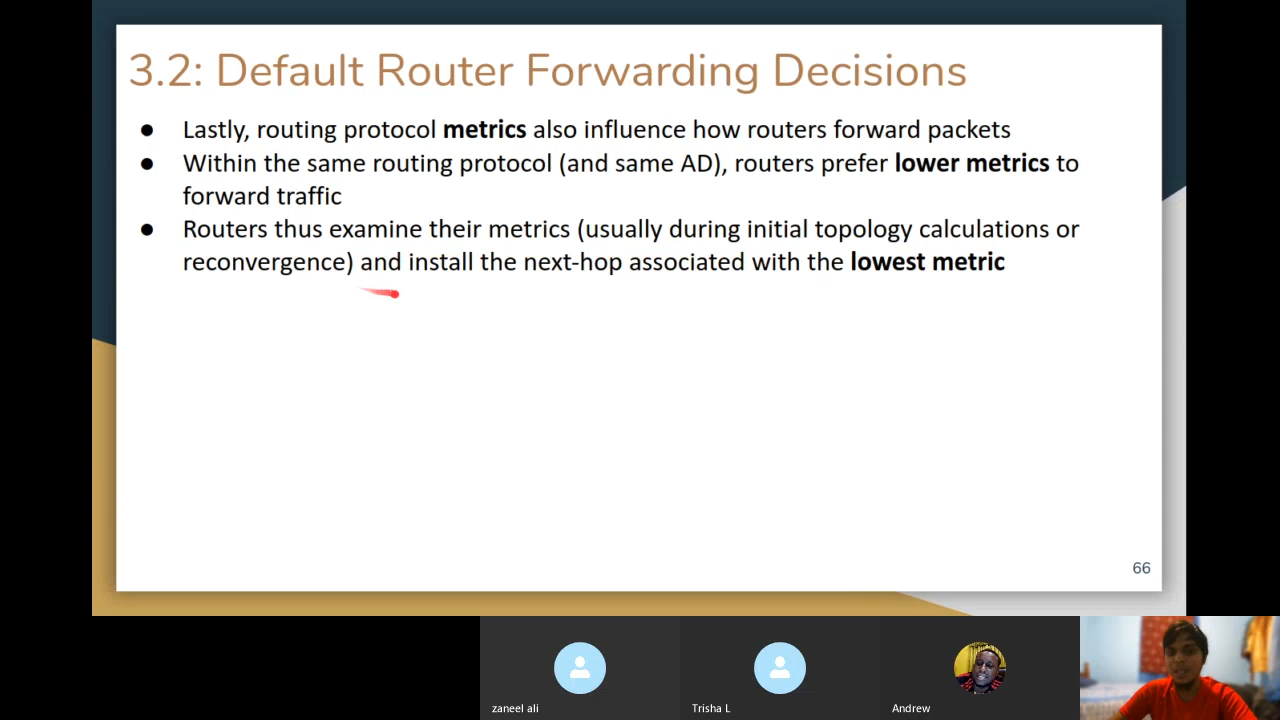 3.2: Default Router Forwarding Decisions
● Lastly, routing protocol metrics also influence how routers forward packets
● Within the same routing protocol (and same AD), routers prefer lower metrics to
forward traffic
● Routers thus examine their metrics (usually during initial topology calculations or
reconvergence) and install the next-hop associated with the lowest metric
66
zaneel ali
Trisha L
Andrew